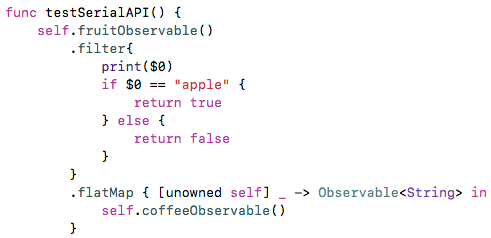 func testSerialAPI() {
    self.fruitObservable()
        .filter{
            print($0)
            if $0 == "apple" {
                return true
            } else {
                return false
            }
        }
        .flatMap { [unowned self] _ -> Observable<String> in
            self.coffeeObservable()
        }